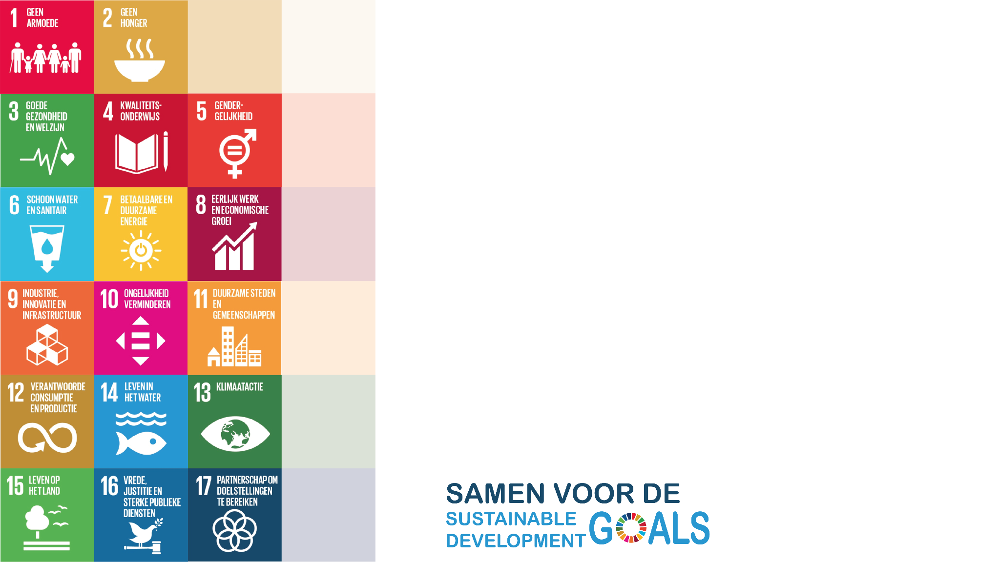 1 GEEN
ARMOEDE
2 GEEN
HONGER
3 GOEDE
GEZONDHEID
EN WELZIJN
4 KWALITEITS-
ONDERWIJS
5 GENDER-
GELIJKHEID
6 SCHOON WATER
EN SANITAIR
7 BETAALBARE EN
DUURZAME
ENERGIE
8 EERLIJK WERK
EN ECONOMISCHE
GROEI
9 INDUSTRIE,
INNOVATIE EN
INFRASTRUCTUUR
10 ONGELIJKHEID
VERMINDEREN
11 DUURZAME STEDEN
EN
GEMEENSCHAPPEN
12 VERANTWOORDE
CONSUMPTIE
EN PRODUCTIE
14 LEVEN IN
HET WATER
13 KLIMAATACTIE
15 LEVEN OP
HET LAND
16 VREDE,
JUSTITIE EN
STERKE PUBLIEKE
DIENSTEN
17 PARTNERSCHAP OM
DOELSTELLINGEN
TE BEREIKEN
SAMEN VOOR DE
SUSTAINABLE
DEVELOPMENT GOALS